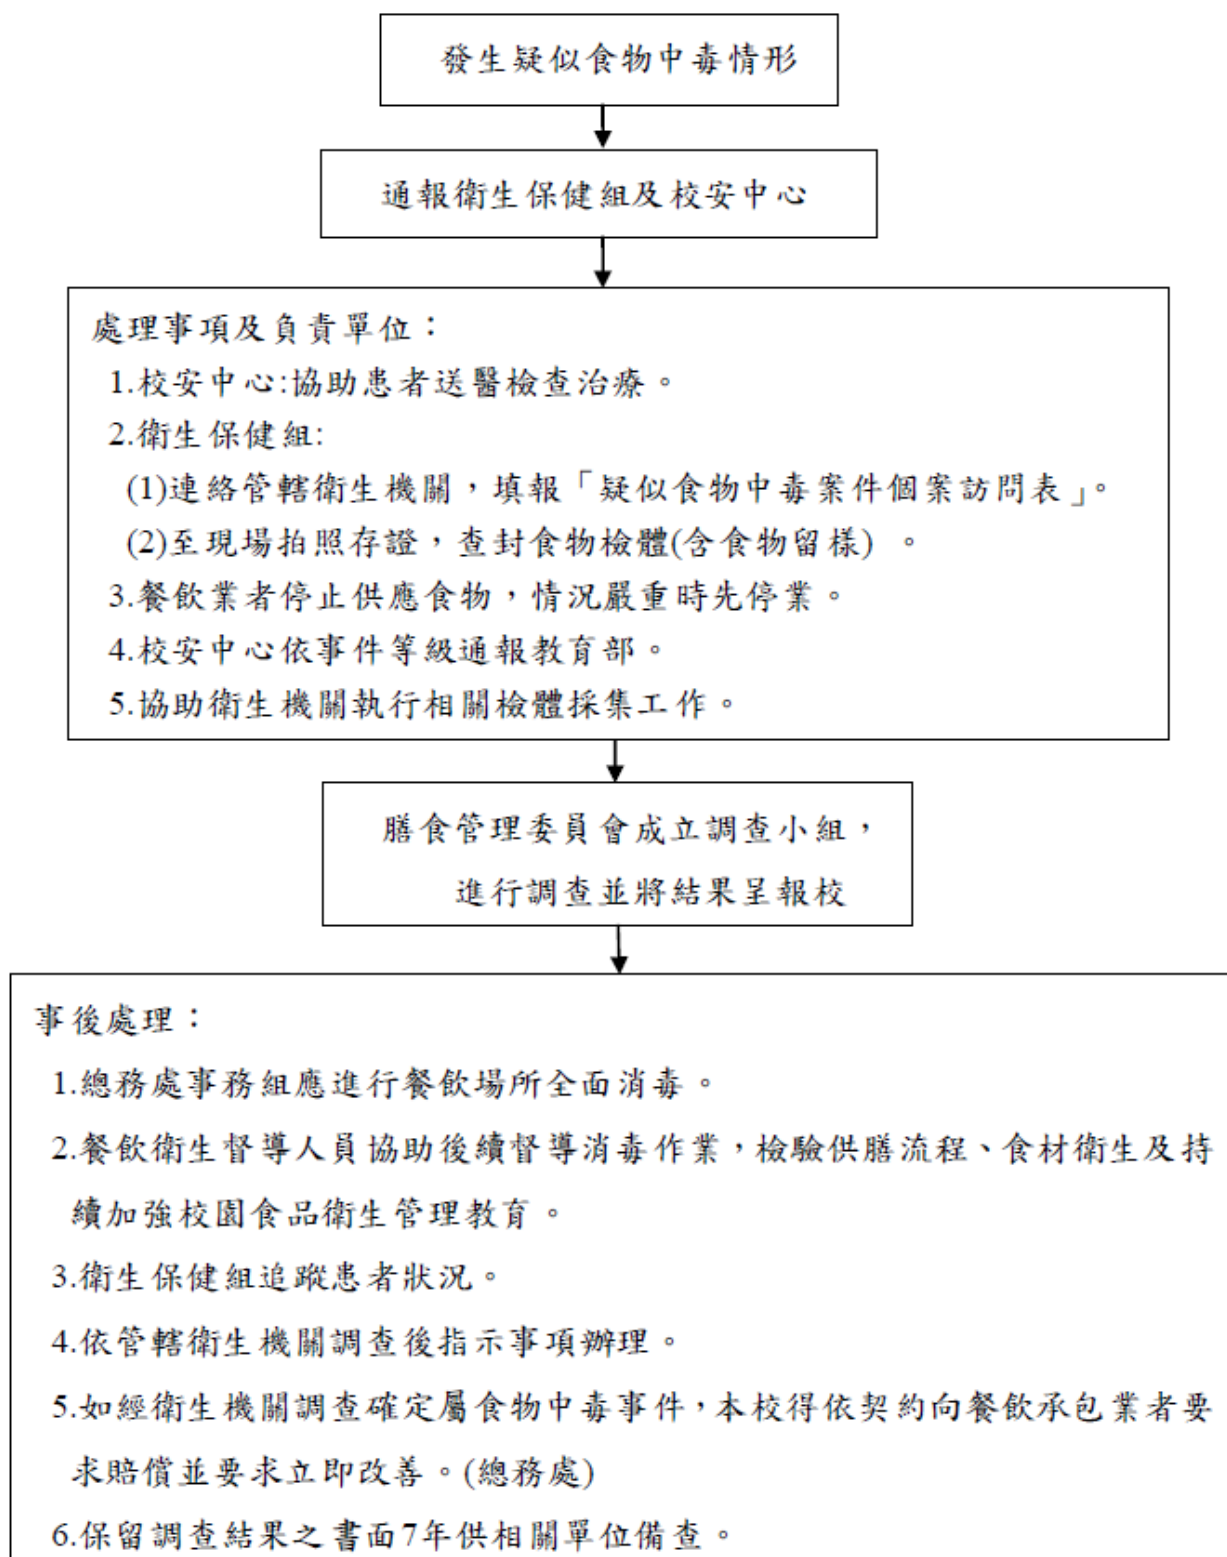 發生疑似食物中毒情形
通報衛生保健組及校安中心
處理事項及負責單位：
1.校安中心:協助患者送醫檢查治療。
2.衛生保健組:
(1)連絡管轄衛生機關，填報「疑似食物中毒案件個案訪問表」。
(2)至現場拍照存證，查封食物檢體(含食物留樣) 。
3.餐飲業者停止供應食物，情況嚴重時先停業。
4.校安中心依事件等級通報教育部。
5.協助衛生機關執行相關檢體採集工作。
膳食管理委員會成立調查小組，
進行調查並將結果呈報校
事後處理：
1.總務處事務組應進行餐飲場所全面消毒。
2.餐飲衛生督導人員協助後續督導消毒作業，檢驗供膳流程、食材衛生及持
續加強校園食品衛生管理教育。
3.衛生保健組追蹤患者狀況。
4.依管轄衛生機關調查後指示事項辦理。
5.如經衛生機關調查確定屬食物中毒事件，本校得依契約向餐飲承包業者要
求賠償並要求立即改善。(總務處)
6.保留調查結果之書面7年供相關單位備查。